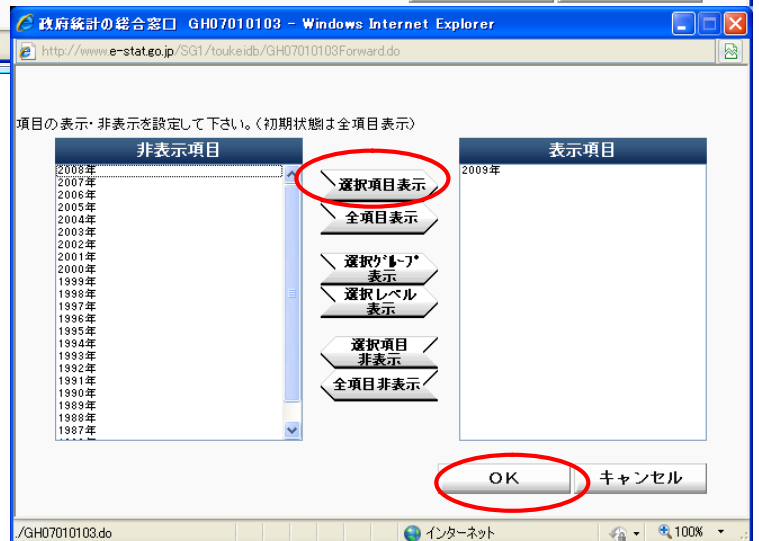 政府統計の総合窓口 GH07010103 - Windows Internet Explorer
http://www.e-stat.go.jp/SG1/toukeidb/GH07010103Forward.do
項目の表示・非表示を設定して下さい。(初期状態は全項目表示)
非表示項目
2008年
2007年
2006年
2005年
2004年
2003年
2002年
2001年
2000年
1999年
1998年
1997年
1996年
1995年
1994年
1993年
1992年
1991年
1990年
1989年
1988年
1987年
選択項目表示
全項目表示
選択グループ
表示
選択レベル
表示
選択項目
非表示
全項目非表示
表示項目
2009年
OK
キャンセル
./GH07010103.do
インターネット
100%